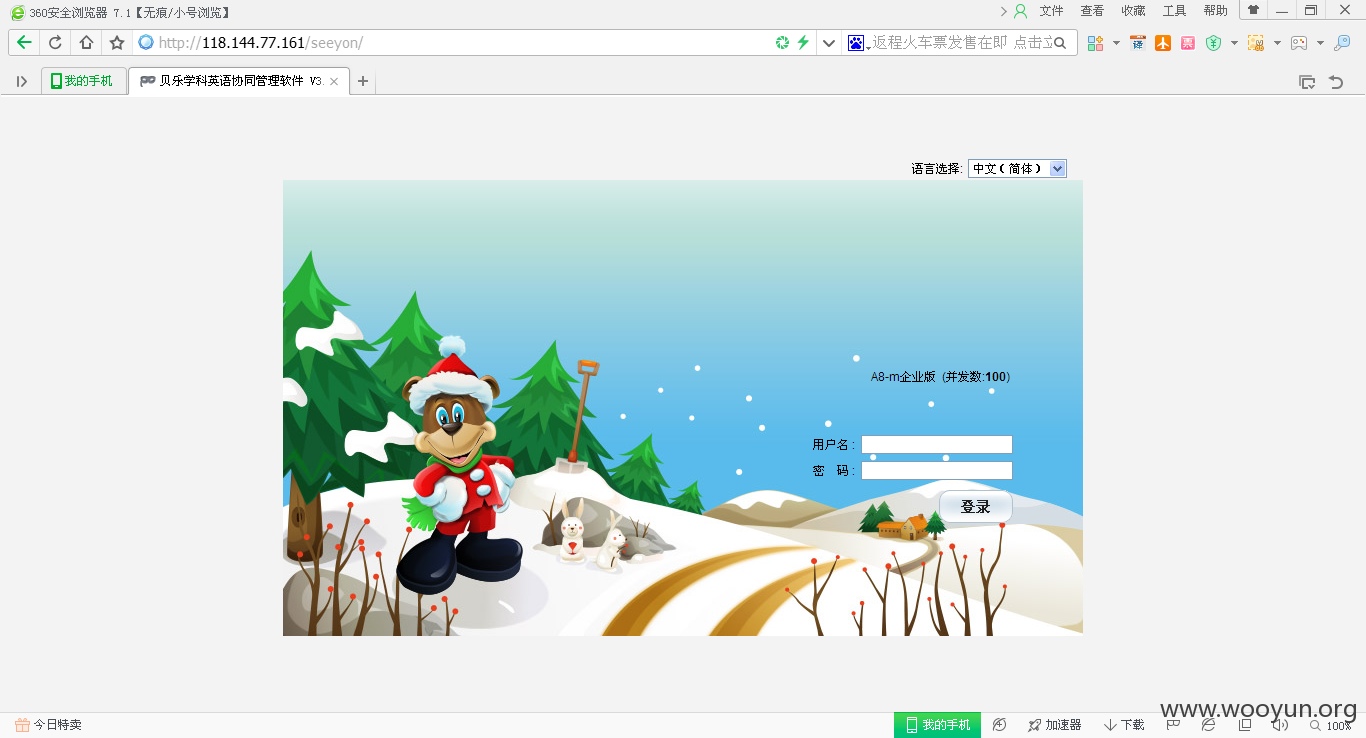 360安全浏览器 7.1【无痕/小号浏览】
文件 查看 收藏 工具 帮助
http://118.144.77.161/seeyon/
返程火车票发售在即 点击立
译
票
我的手机
贝乐学科英语协同管理软件 V3.
语言选择: 中文（简体）
A8-m企业版 (并发数:100)
用户名：
密 码：
登录
www.wooyun.org
今日特卖
我的手机
加速器
下载
100%